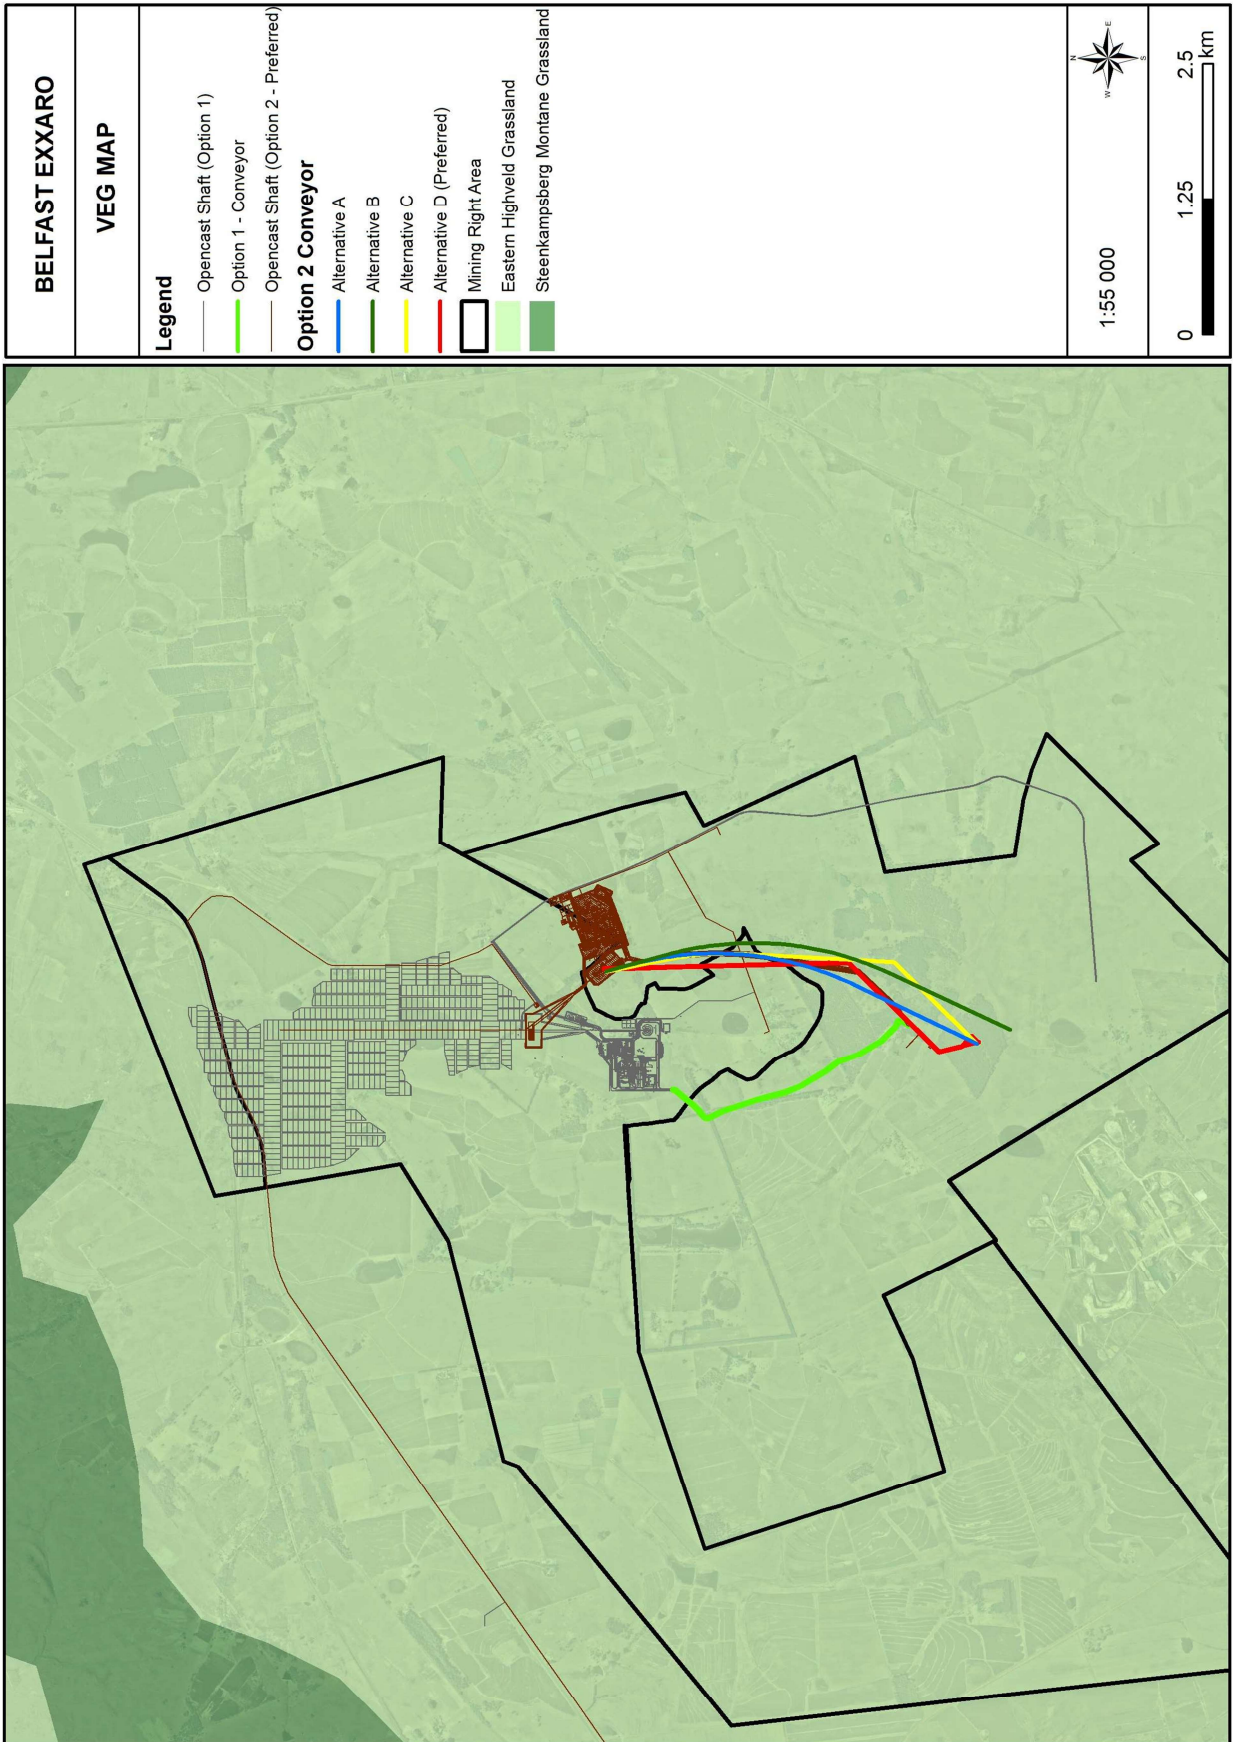 BELFAST EXXARO
VEG MAP
Legend
Opencast Shaft (Option 1)
Option 1 - Conveyor
Opencast Shaft (Option 2 - Preferred)
Option 2 Conveyor
Alternative A
Alternative B
Alternative C
Alternative D (Preferred)
Mining Right Area
Eastern Highveld Grassland
Steenkampsberg Montane Grassland
N
W
E
S
1:55 000
0
1.25
2.5
km